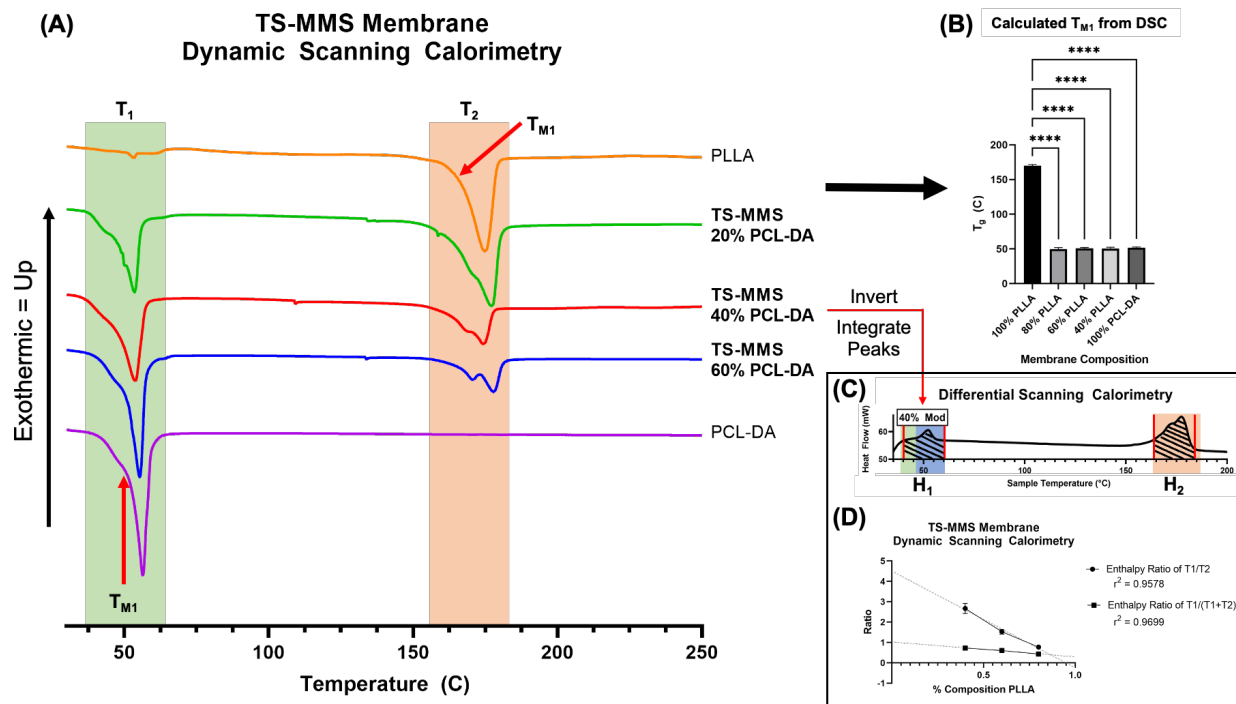 (A)
TS-MMS Membrane
Dynamic Scanning Calorimetry
T1
T2
TM1
PLLA
TS-MMS
20% PCL-DA
TS-MMS
40% PCL-DA
TS-MMS
60% PCL-DA
PCL-DA
TM1
Exothermic = Up
50
100
150
200
250
Temperature (C)
(B)
Calculated TM1 from DSC
****
****
****
****
200
150
100
50
0
Tg (C)
100% PLLA
80% PLLA
60% PLLA
40% PLLA
100% PCL-DA
Membrane Composition
Invert
Integrate
Peaks
(C)
Differential Scanning Calorimetry
40% Mod
Heat Flow (mW)
60
50
50
100
150
200
H1
Sample Temperature (°C)
H2
(D)
TS-MMS Membrane
Dynamic Scanning Calorimetry
5
4
3
2
1
0
-1
Ratio
0.5
1.0
% Composition PLLA
Enthalpy Ratio of T1/T2
r² = 0.9578
Enthalpy Ratio of T1/(T1+T2)
r² = 0.9699